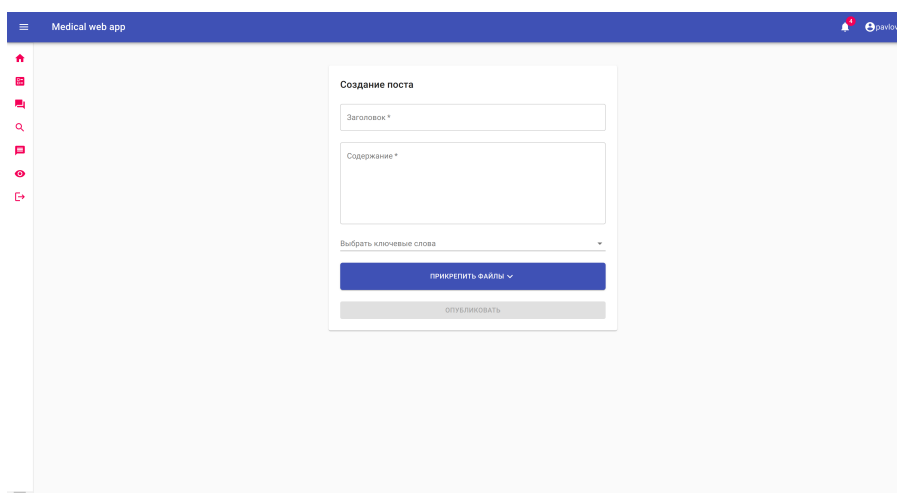 Medical web app
4
pavlov
Создание поста
Заголовок *
Содержание *
Выбрать ключевые слова
ПРИКРЕПИТЬ ФАЙЛЫ
ОПУБЛИКОВАТЬ